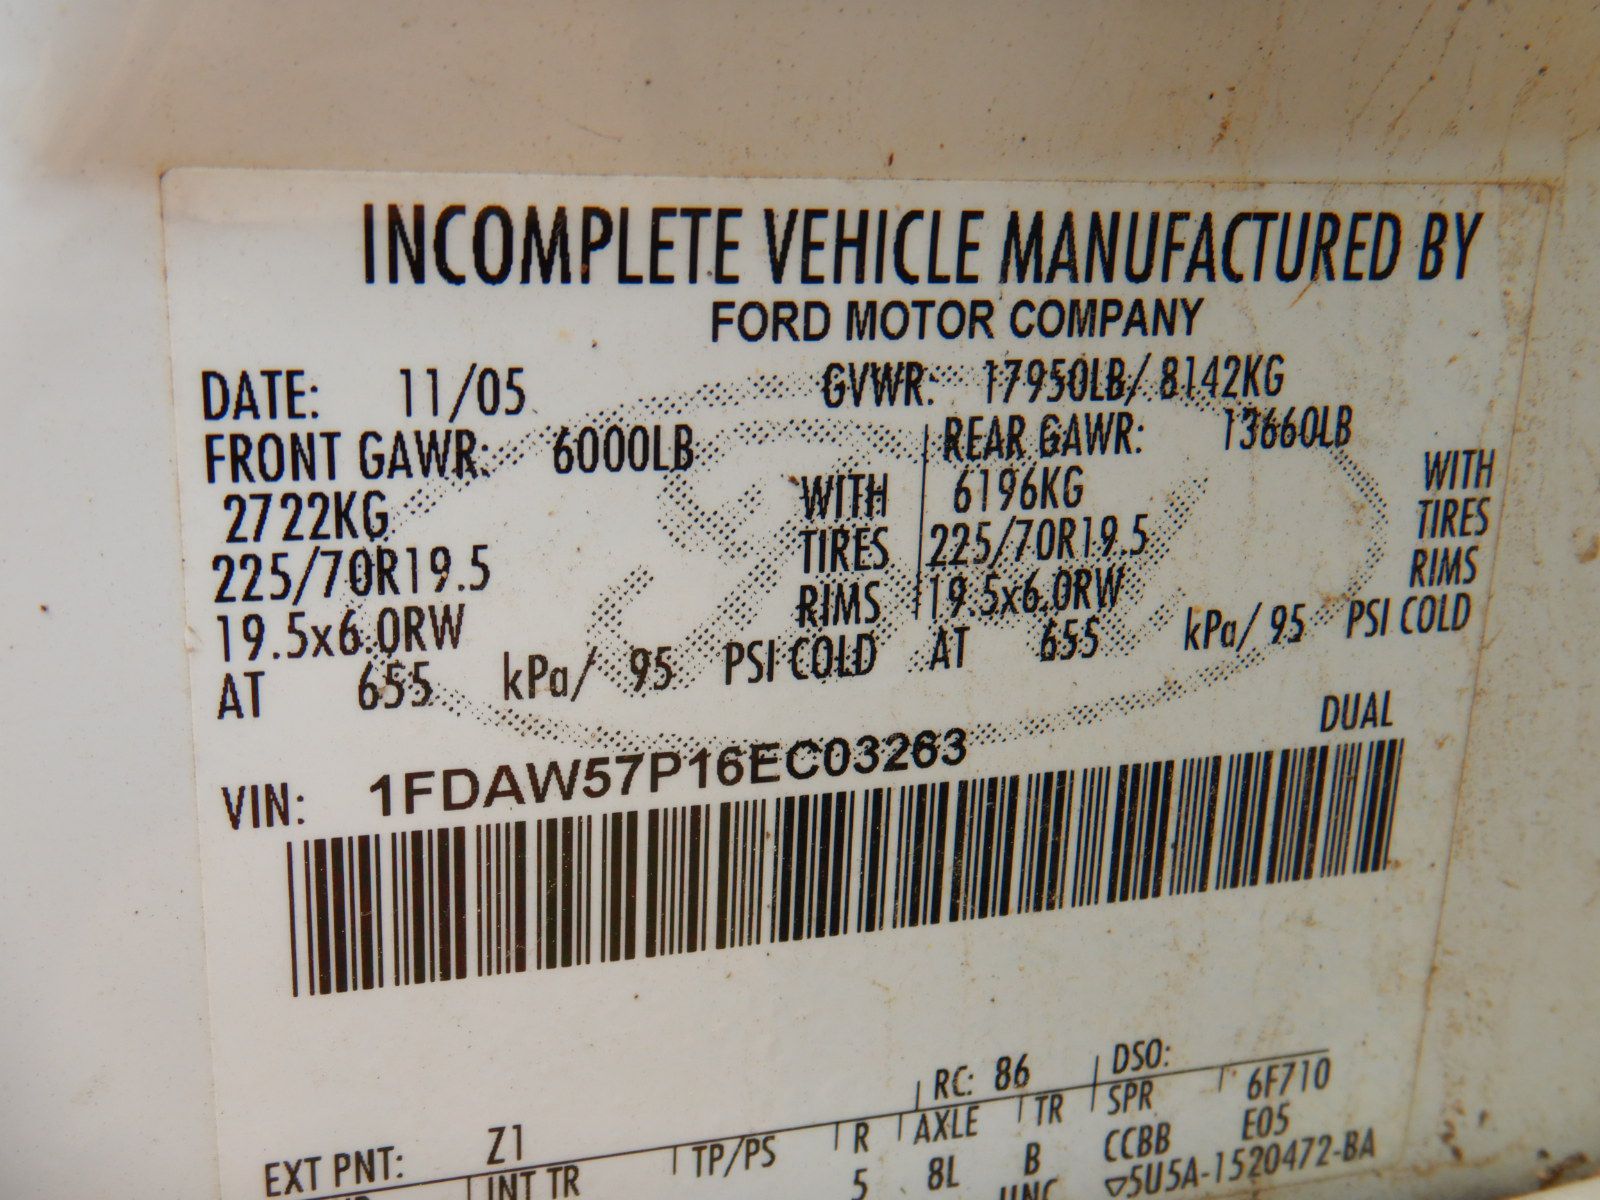 INCOMPLETE VEHICLE MANUFACTURED BY
FORD MOTOR COMPANY
DATE: 11/05 GVWR: 17950LB/ 8142KG
FRONT GAWR: 6000LB REAR GAWR: 13660LB
2722KG WITH 6196KG WITH
225/70R19.5 TIRES 225/70R19.5 TIRES
19.5x6.0RW RIMS 19.5x6.0RW RIMS
AT 655 kPa/ 95 PSI COLD AT 655 kPa/ 95 PSI COLD
VIN: 1FDAW57P16EC03263 DUAL
RC: 86 DSO:
EXT PNT: Z1 R AXLE TR SPR 6F710
INT TR TP/PS 5 8L B CCBB E05
UNC ▽5U5A-1520472-BA